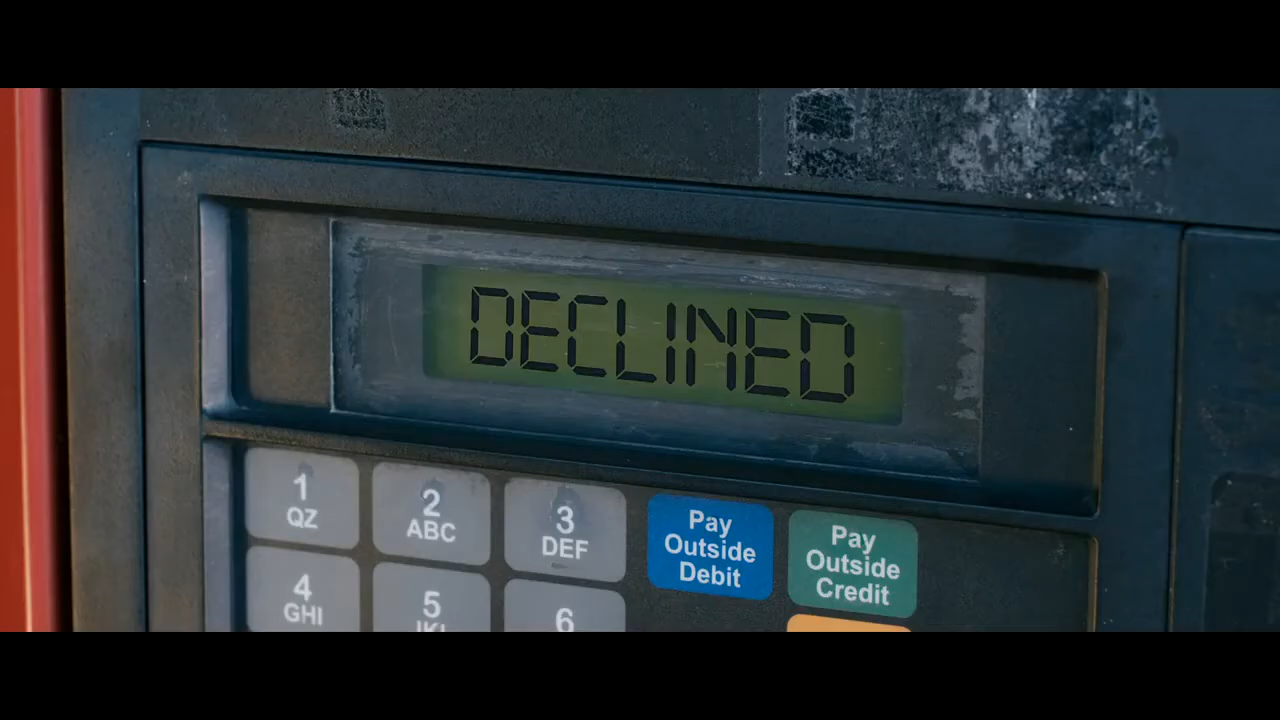 DECLINED
1
QZ
2
ABC
3
DEF
Pay
Outside
Debit
Pay
Outside
Credit
4
GHI
5
6